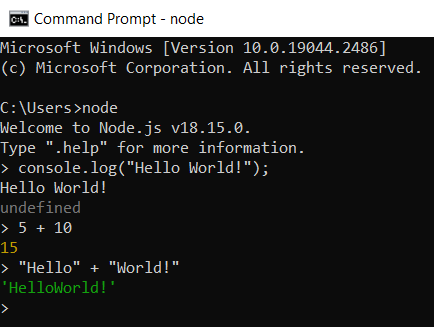 Command Prompt - node
Microsoft Windows [Version 10.0.19044.2486]
(c) Microsoft Corporation. All rights reserved.
C:\Users>node
Welcome to Node.js v18.15.0.
Type ".help" for more information.
> console.log("Hello World!");
Hello World!
undefined
> 5 + 10
15
> "Hello" + "World!"
'HelloWorld!'
>